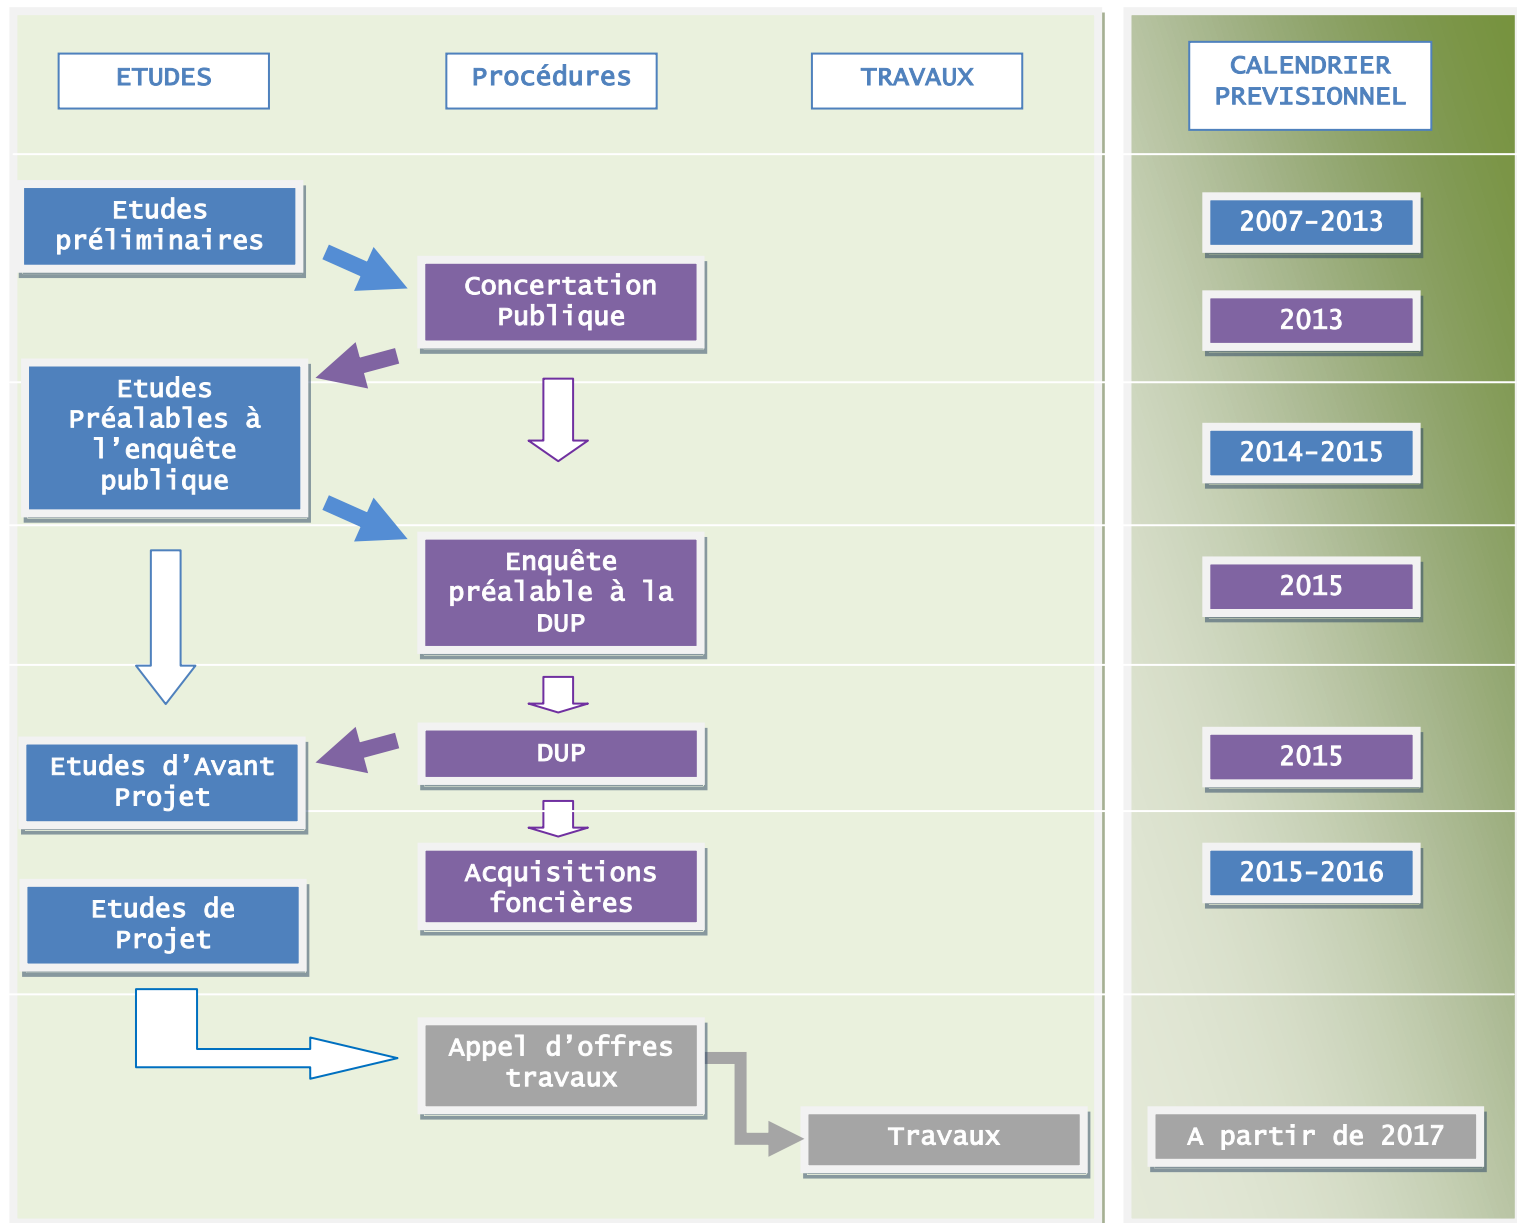 ETUDES
Procédures
TRAVAUX
CALENDRIER
PREVISIONNEL
Etudes
préliminaires
2007-2013
Concertation
Publique
2013
Etudes
Préalables à
l’enquête
publique
2014-2015
Enquête
préalable à la
DUP
2015
DUP
2015
Etudes d’Avant
Projet
Acquisitions
foncières
2015-2016
Etudes de
Projet
Appel d’offres
travaux
Travaux
A partir de 2017